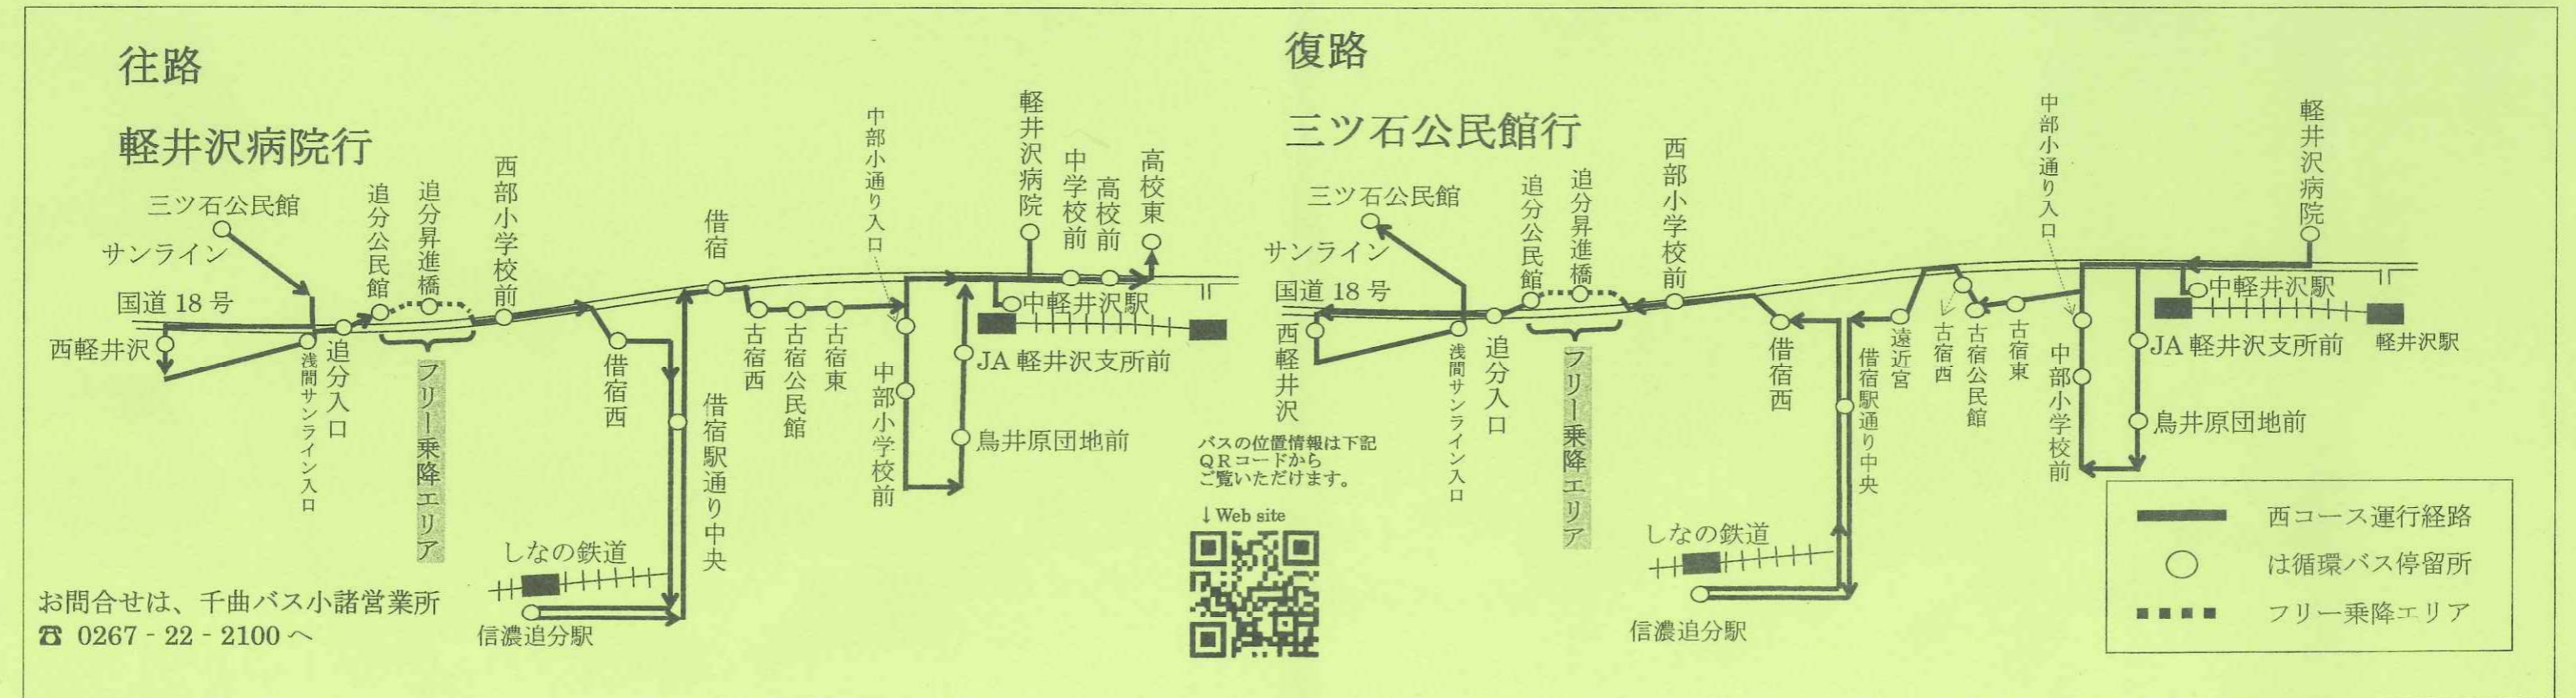 往路
軽井沢病院行
三ツ石公民館
サンライン
国道 18 号
西軽井沢
浅間サンライン入口
追分入口
追分公民館
追分昇進橋
フリー乗降エリア
西部小学校前
借宿西
借宿
借宿駅通り中央
しなの鉄道
信濃追分駅
古宿西
古宿公民館
古宿東
中部小通り入口
中部小学校前
鳥井原団地前
JA 軽井沢支所前
中軽井沢駅
軽井沢病院
中学校前
高校前
高校東
お問合せは、千曲バス小諸営業所
☎ 0267 - 22 - 2100 へ
復路
三ツ石公民館行
三ツ石公民館
サンライン
国道 18 号
西軽井沢
浅間サンライン入口
追分入口
追分公民館
追分昇進橋
フリー乗降エリア
西部小学校前
借宿西
借宿駅通り中央
しなの鉄道
信濃追分駅
遠近宮
古宿西
古宿公民館
古宿東
中部小通り入口
中部小学校前
鳥井原団地前
JA 軽井沢支所前
中軽井沢駅
軽井沢駅
軽井沢病院
バスの位置情報は下記
QRコードから
ご覧いただけます。
↓Web site
西コース運行経路
は循環バス停留所
フリー乗降エリア